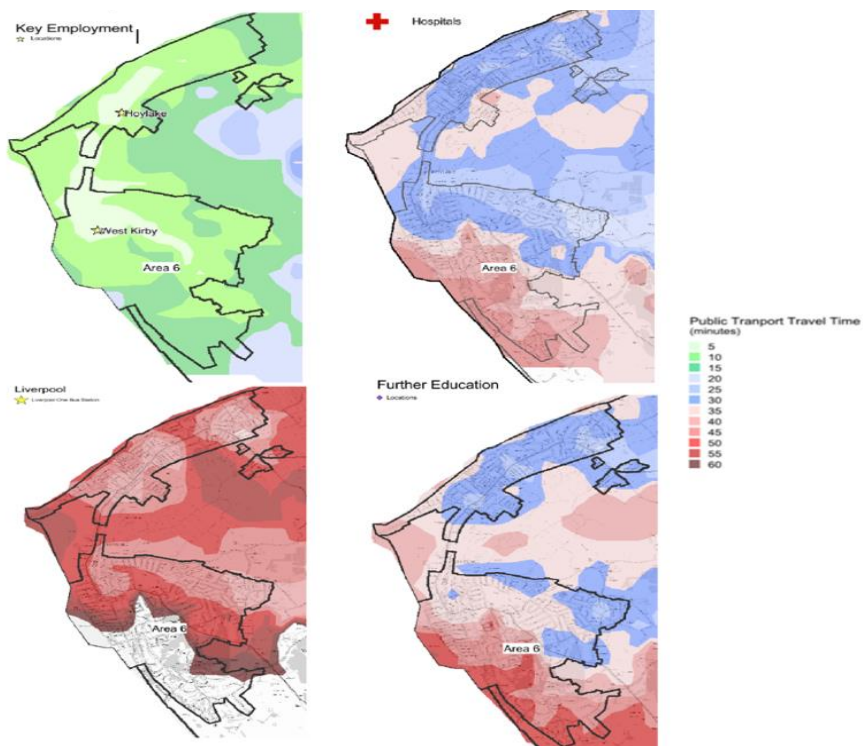 Key Employment
Locations
Hoylake
West Kirby
Area 6
Hospitals
Area 6
Liverpool
Liverpool One Bus Station
Area 6
Further Education
Locations
Area 6
Public Tranport Travel Time
(minutes)
5
10
15
20
25
30
35
40
45
50
55
60